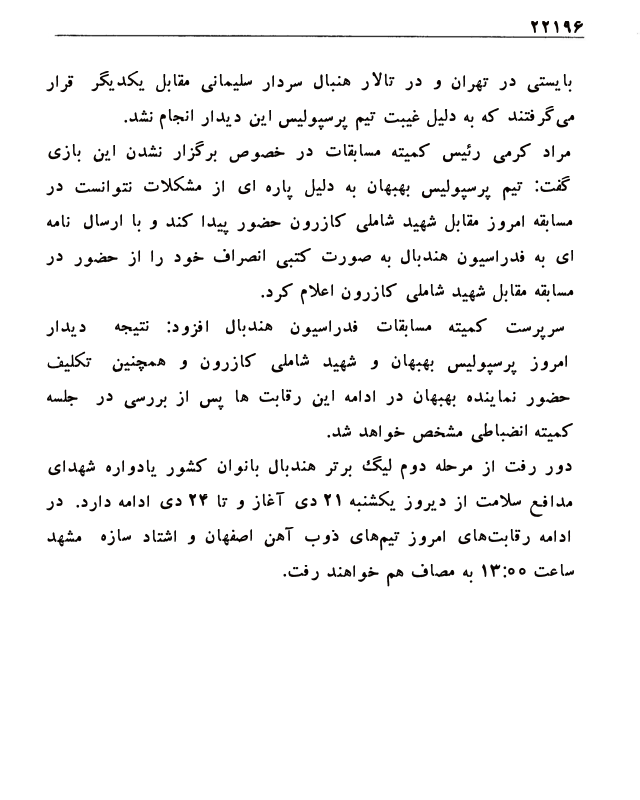 ۲۲۱۹۶
بایستی در تهران و در تالار هنبال سردار سلیمانی مقابل یکدیگر قرار
می‌گرفتند که به دلیل غیبت تیم پرسپولیس این دیدار انجام نشد.
مراد کرمی رئیس کمیته مسابقات در خصوص برگزار نشدن این بازی
گفت: تیم پرسپولیس بهبهان به دلیل پاره ای از مشکلات نتوانست در
مسابقه امروز مقابل شهید شاملی کازرون حضور پیدا کند و با ارسال نامه
ای به فدراسیون هندبال به صورت کتبی انصراف خود را از حضور در
مسابقه مقابل شهید شاملی کازرون اعلام کرد.
سرپرست کمیته مسابقات فدراسیون هندبال افزود: نتیجه دیدار
امروز پرسپولیس بهبهان و شهید شاملی کازرون و همچنین تکلیف
حضور نماینده بهبهان در ادامه این رقابت ها پس از بررسی در جلسه
کمیته انضباطی مشخص خواهد شد.
دور رفت از مرحله دوم لیگ برتر هندبال بانوان کشور یادواره شهدای
مدافع سلامت از دیروز یکشنبه ۲۱ دی آغاز و تا ۲۴ دی ادامه دارد. در
ادامه رقابت‌های امروز تیم‌های ذوب آهن اصفهان و اشتاد سازه مشهد
ساعت ۱۳:۰۰ به مصاف هم خواهند رفت.